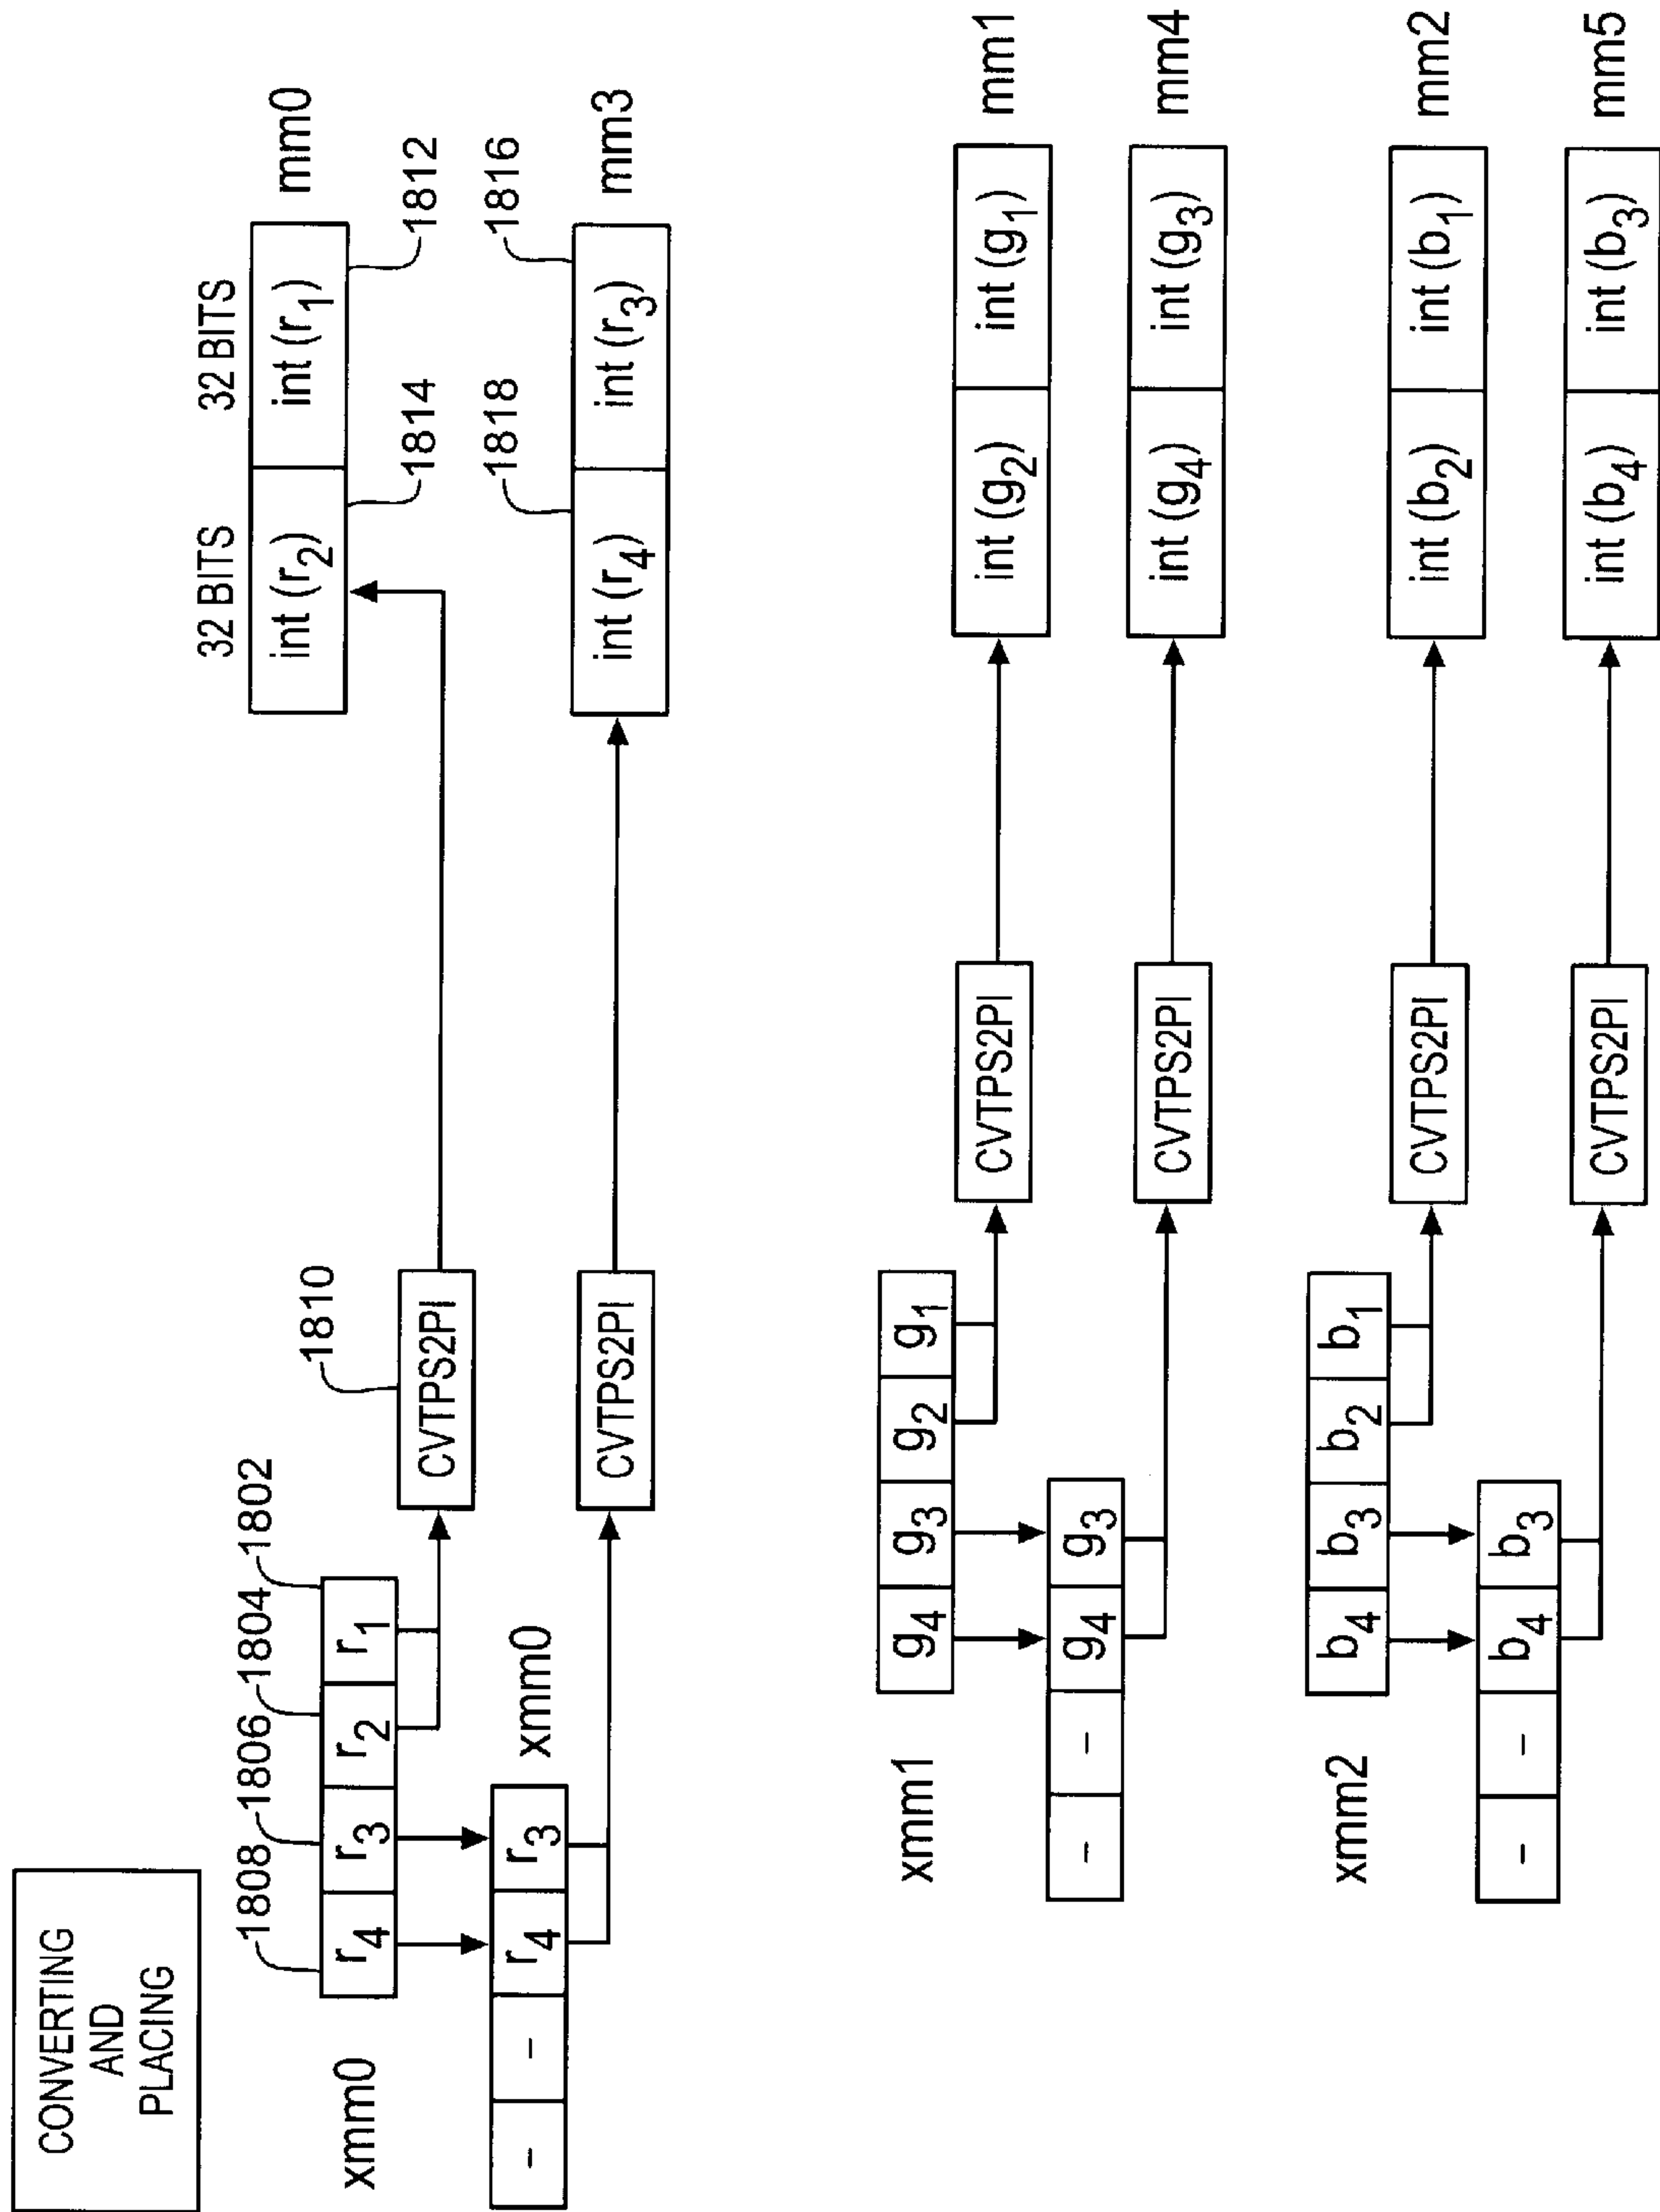 CONVERTING
AND
PLACING
1808 1806 1804 1802
xmm0
r4 r3 r2 r1
1810
CVTPS2PI
32 BITS 32 BITS
int (r2) int (r1)
mm0
1814 1812
- - r4 r3
xmm0
CVTPS2PI
1818 1816
int (r4) int (r3)
mm3
xmm1
g4 g3 g2 g1
CVTPS2PI
int (g2) int (g1)
mm1
- - g4 g3
CVTPS2PI
int (g4) int (g3)
mm4
xmm2
b4 b3 b2 b1
CVTPS2PI
int (b2) int (b1)
mm2
- - b4 b3
CVTPS2PI
int (b4) int (b3)
mm5